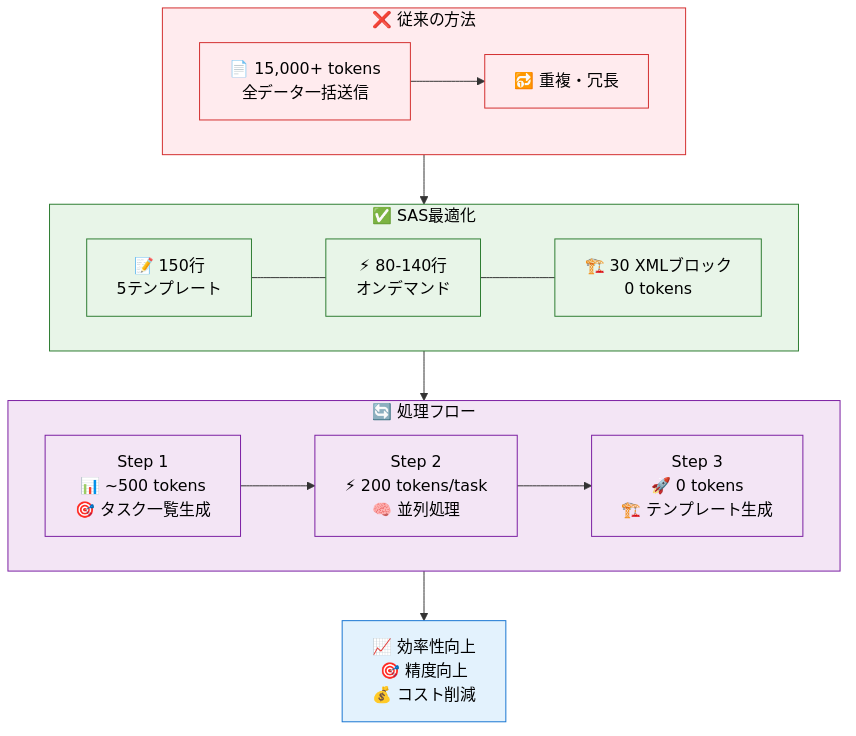 ❌ 従来の方法
📄 15,000+ tokens
全データ一括送信
🔁 重複・冗長
✅ SAS最適化
📝 150行
5テンプレート
⚡ 80-140行
オンデマンド
🏗️ 30 XMLブロック
0 tokens
🔄 処理フロー
Step 1
📊 ~500 tokens
🎯 タスク一覧生成
Step 2
⚡ 200 tokens/task
🧠 並列処理
Step 3
🚀 0 tokens
🏗️ テンプレート生成
📈 効率性向上
🎯 精度向上
💰 コスト削減